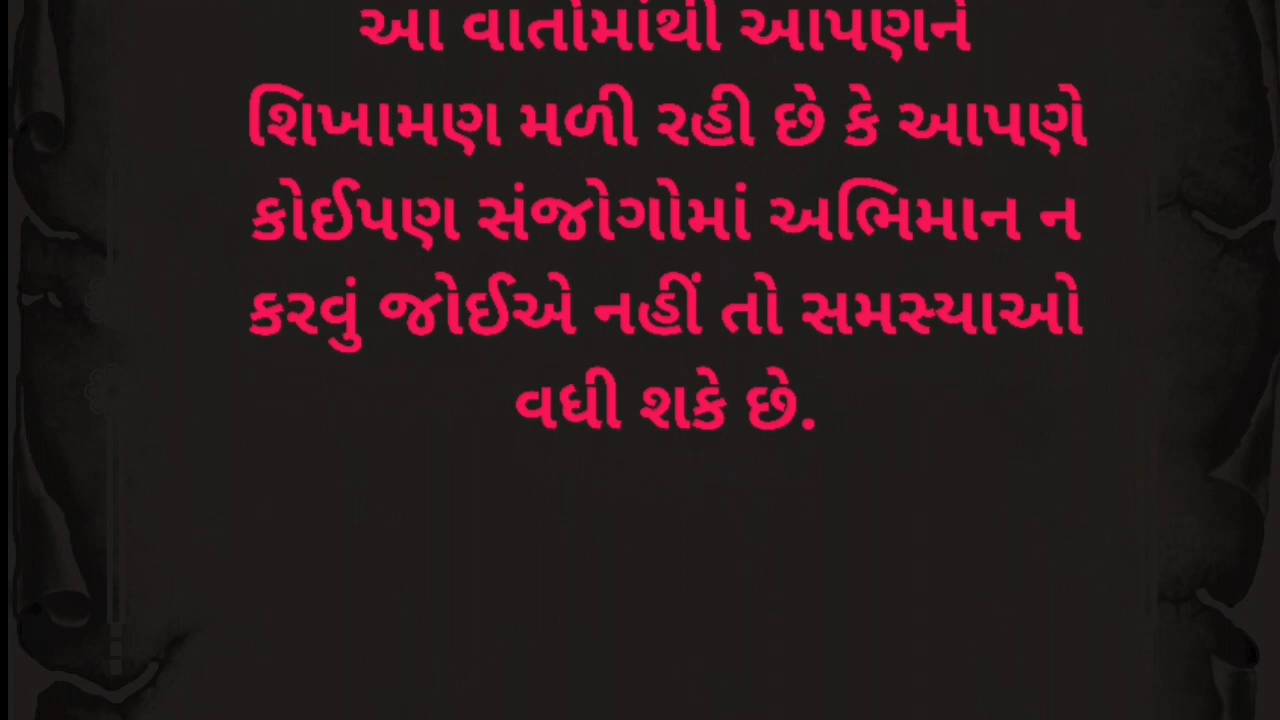 આ વાતોમાંથી આપણને
શિખામણ મળી રહી છે કે આપણે
કોઈપણ સંજોગોમાં અભિમાન ન
કરવું જોઈએ નહીં તો સમસ્યાઓ
વધી શકે છે.